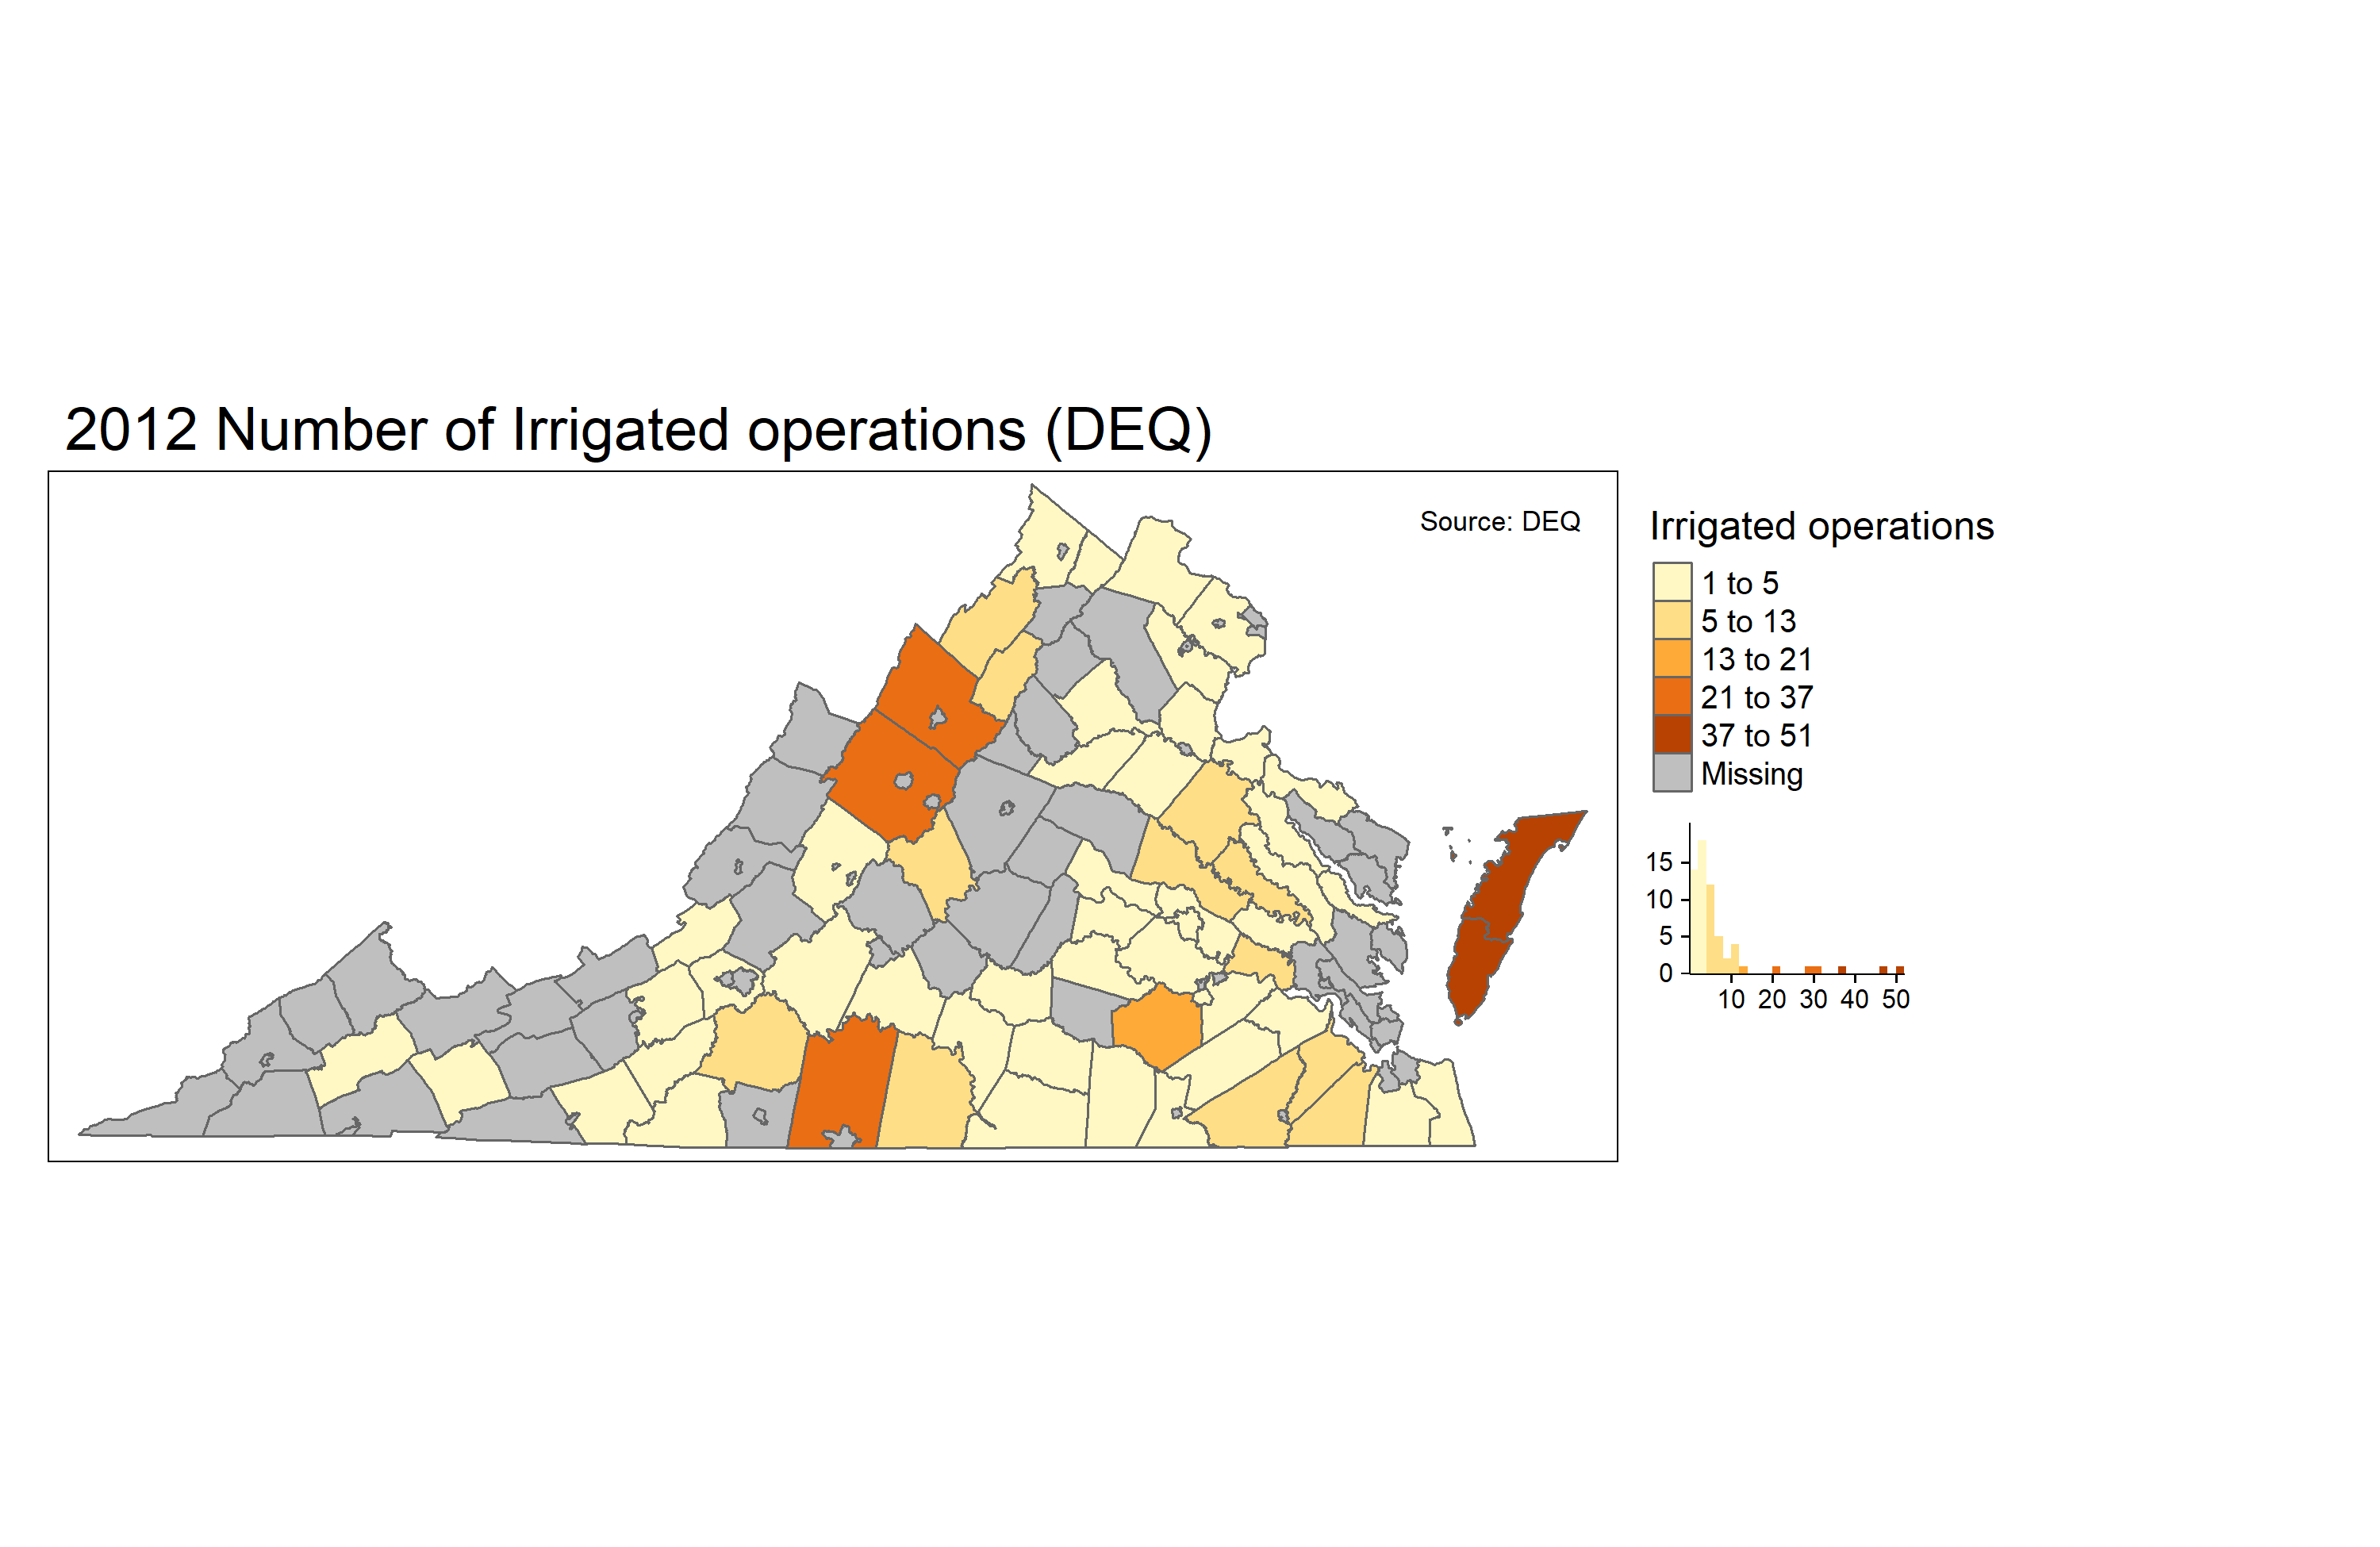 2012 Number of Irrigated operations (DEQ)
Source: DEQ
Irrigated operations
1 to 5
5 to 13
13 to 21
21 to 37
37 to 51
Missing
15
10
5
0
10 20 30 40 50